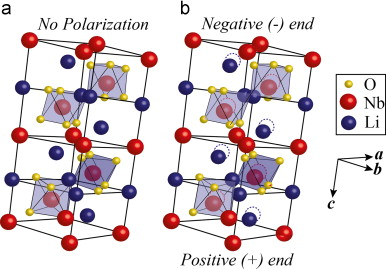 a
No Polarization
b
Negative (-) end
O
Nb
Li
a
b
c
Positive (+) end